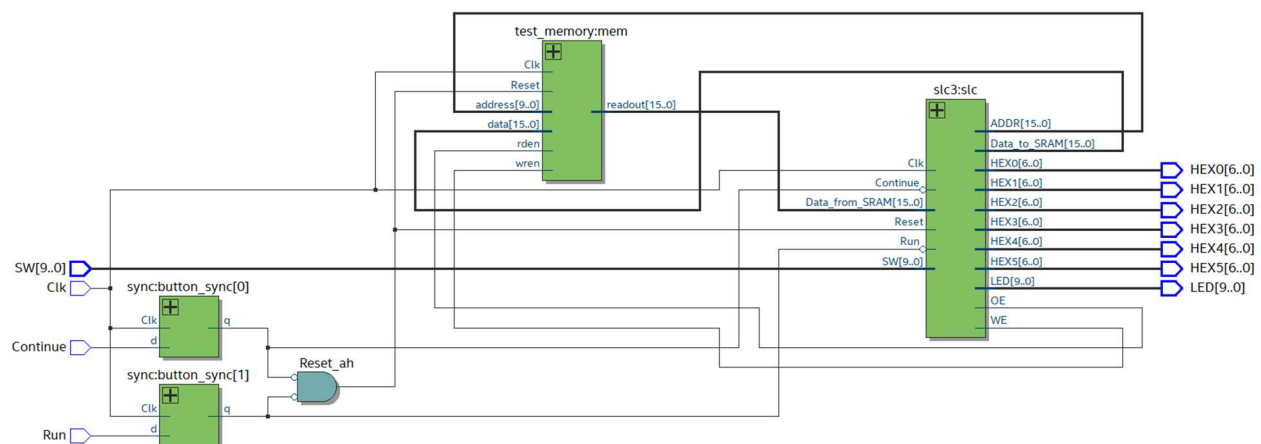 test_memory:mem
Clk
Reset
address[9..0]
data[15..0]
rden
wren
readout[15..0]
slc3:slc
Clk
Continue
Data_from_SRAM[15..0]
Reset
Run
SW[9..0]
ADDR[15..0]
Data_to_SRAM[15..0]
HEX0[6..0]
HEX1[6..0]
HEX2[6..0]
HEX3[6..0]
HEX4[6..0]
HEX5[6..0]
LED[9..0]
OE
WE
HEX0[6..0]
HEX1[6..0]
HEX2[6..0]
HEX3[6..0]
HEX4[6..0]
HEX5[6..0]
LED[9..0]
SW[9..0]
Clk
Continue
Run
sync:button_sync[0]
Clk
d
q
sync:button_sync[1]
Clk
d
q
Reset_ah